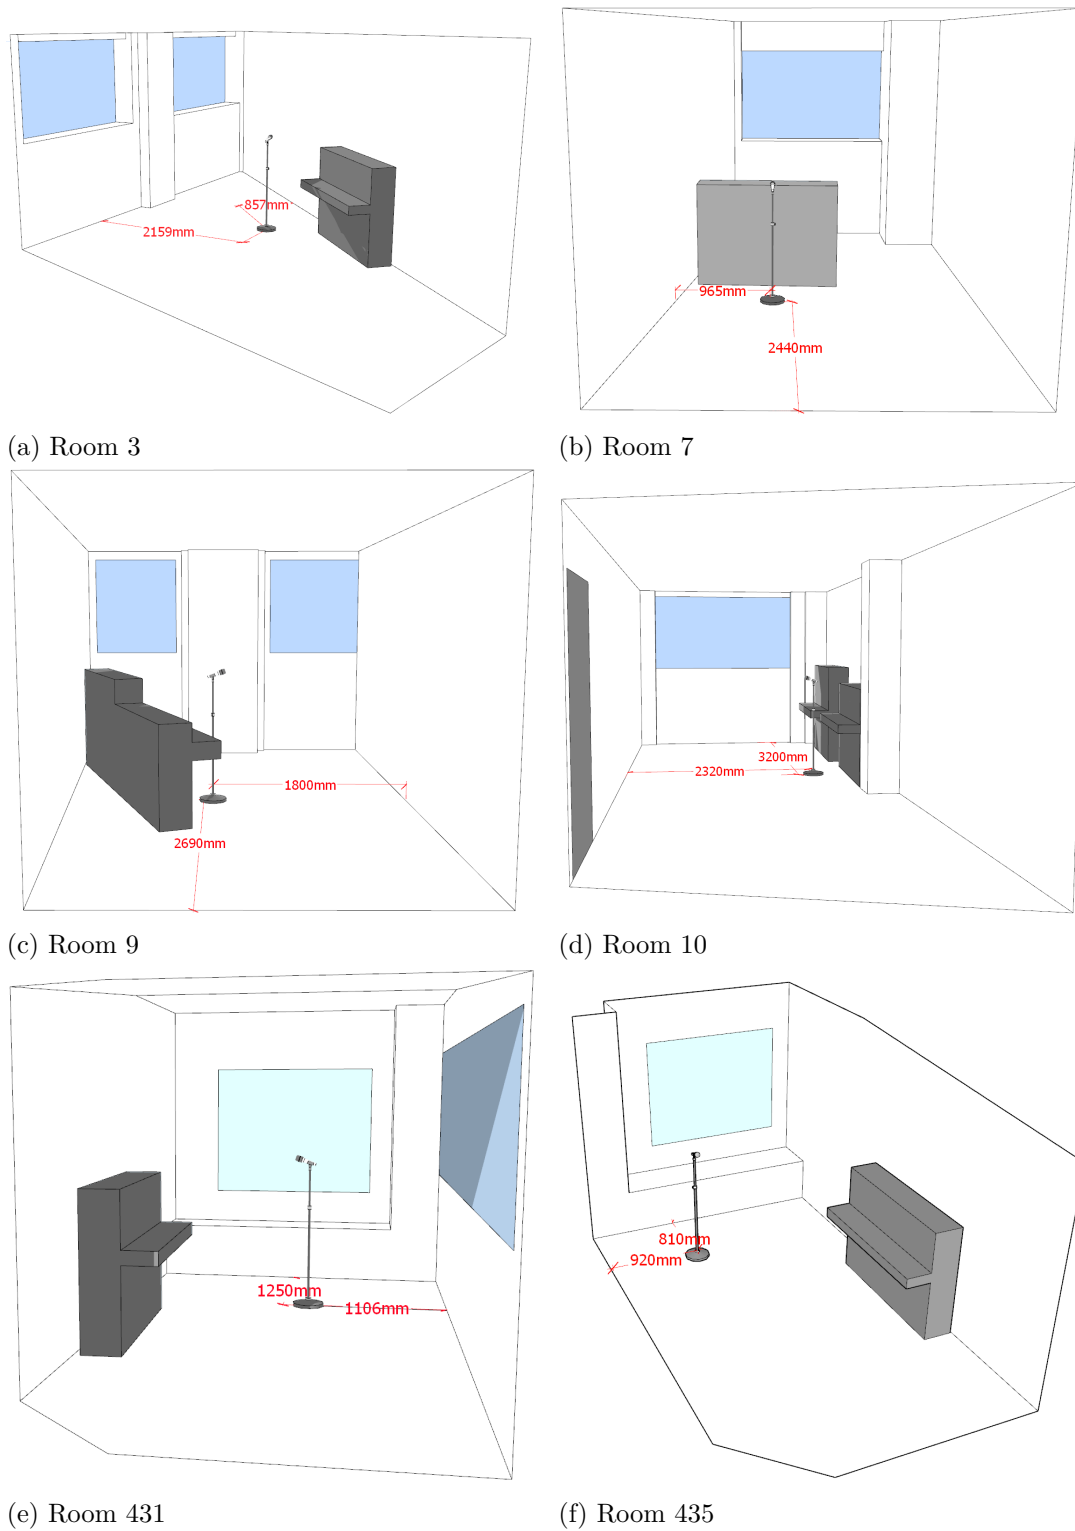 857mm
2159mm
965mm
2440mm
(a) Room 3
(b) Room 7
1800mm
2690mm
3200mm
2320mm
(c) Room 9
(d) Room 10
1250mm
1106mm
810mm
920mm
(e) Room 431
(f) Room 435